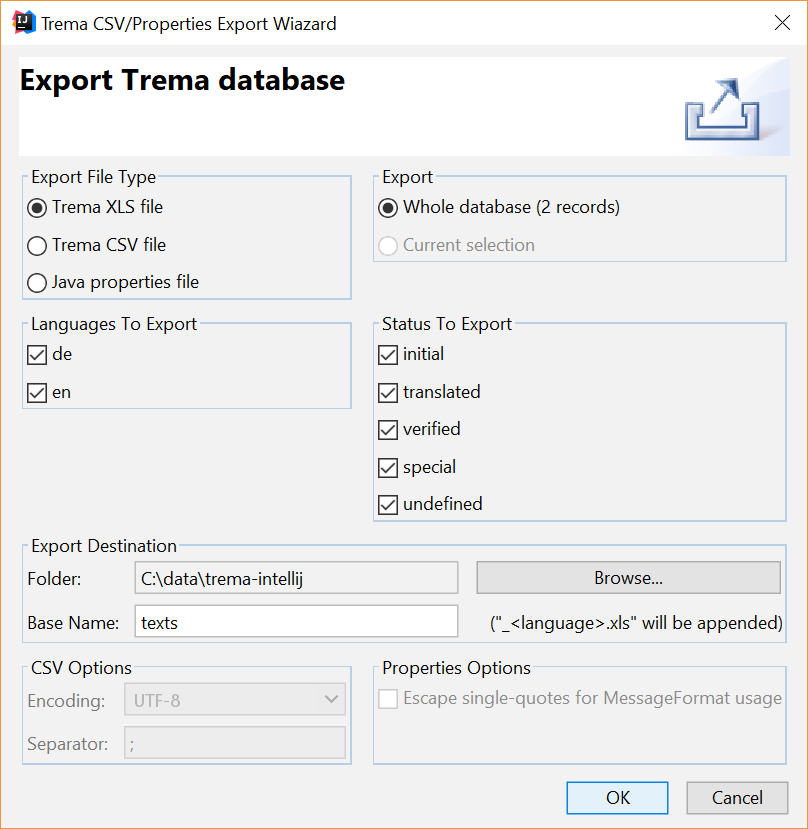 Trema CSV/Properties Export Wiazard
Export Trema database
Export File Type
Trema XLS file
Trema CSV file
Java properties file
Export
Whole database (2 records)
Current selection
Languages To Export
de
en
Status To Export
initial
translated
verified
special
undefined
Export Destination
Folder: C:\data\trema-intellij Browse...
Base Name: texts ("_<language>.xls" will be appended)
CSV Options
Encoding: UTF-8
Separator: ;
Properties Options
Escape single-quotes for MessageFormat usage
OK Cancel